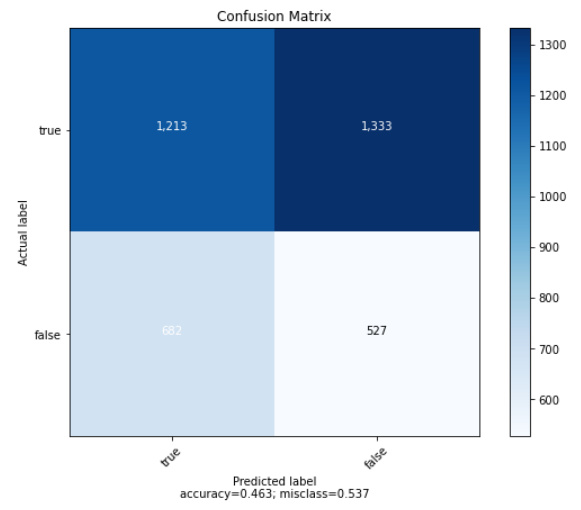 Confusion Matrix
true
1,213
1,333
false
682
527
Actual label
true
false
Predicted label
accuracy=0.463; misclass=0.537
1300
1200
1100
1000
900
800
700
600